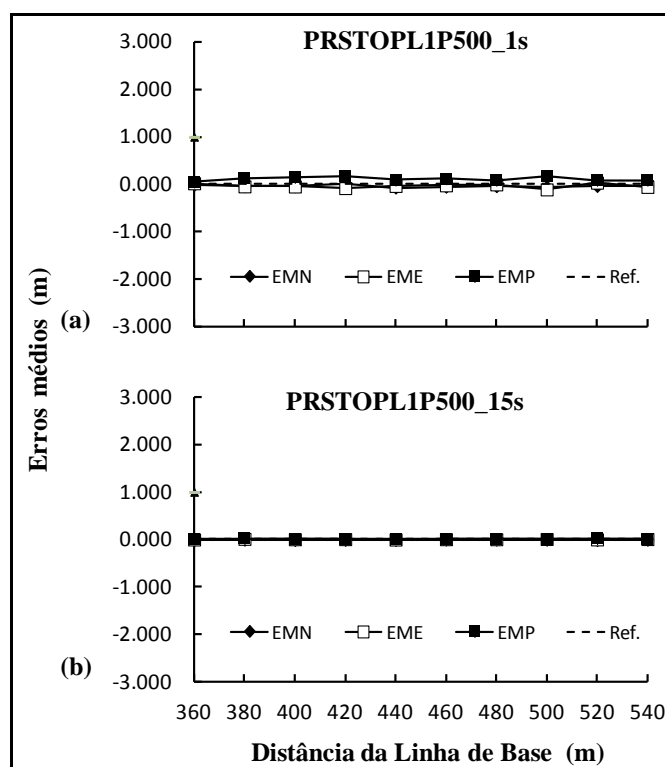 PRSTOPL1P500_1s
3.000
2.000
1.000
0.000
-1.000
-2.000
-3.000
EMN EME EMP Ref.
(a)
Erros médios (m)
PRSTOPL1P500_15s
3.000
2.000
1.000
0.000
-1.000
-2.000
-3.000
EMN EME EMP Ref.
(b)
360 380 400 420 440 460 480 500 520 540
Distância da Linha de Base (m)